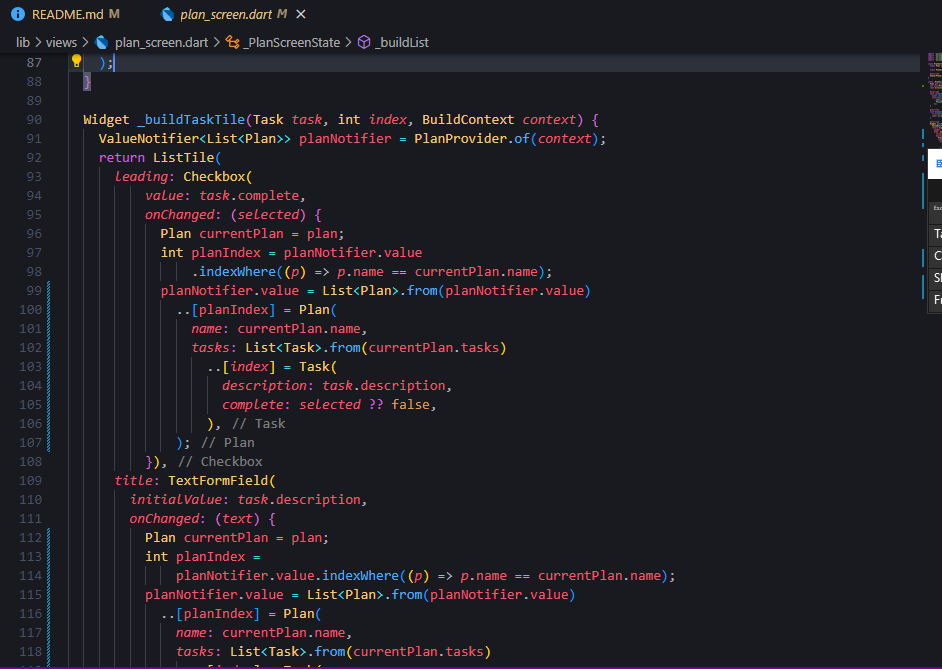 README.md M plan_screen.dart M
lib > views > plan_screen.dart > _PlanScreenState > _buildList
87 );
88 }
89
90 Widget _buildTaskTile(Task task, int index, BuildContext context) {
91 ValueNotifier<List<Plan>> planNotifier = PlanProvider.of(context);
92 return ListTile(
93 leading: Checkbox(
94 value: task.complete,
95 onChanged: (selected) {
96 Plan currentPlan = plan;
97 int planIndex = planNotifier.value
98 .indexWhere((p) => p.name == currentPlan.name);
99 planNotifier.value = List<Plan>.from(planNotifier.value)
100 ..[planIndex] = Plan(
101 name: currentPlan.name,
102 tasks: List<Task>.from(currentPlan.tasks)
103 ..[index] = Task(
104 description: task.description,
105 complete: selected ?? false,
106 ), // Task
107 ); // Plan
108 }), // Checkbox
109 title: TextFormField(
110 initialValue: task.description,
111 onChanged: (text) {
112 Plan currentPlan = plan;
113 int planIndex =
114 planNotifier.value.indexWhere((p) => p.name == currentPlan.name);
115 planNotifier.value = List<Plan>.from(planNotifier.value)
116 ..[planIndex] = Plan(
117 name: currentPlan.name,
118 tasks: List<Task>.from(currentPlan.tasks)